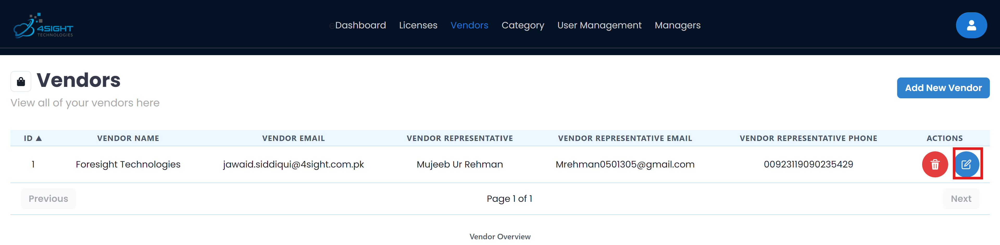 4SIGHT
TECHNOLOGIES
eDashboard Licenses Vendors Category User Management Managers
Vendors
Add New Vendor
View all of your vendors here
ID ▲ VENDOR NAME VENDOR EMAIL VENDOR REPRESENTATIVE VENDOR REPRESENTATIVE EMAIL VENDOR REPRESENTATIVE PHONE ACTIONS
1 Foresight Technologies jawaid.siddiqui@4sight.com.pk Mujeeb Ur Rehman Mrehman0501305@gmail.com 00923119090235429
Previous Page 1 of 1 Next
Vendor Overview